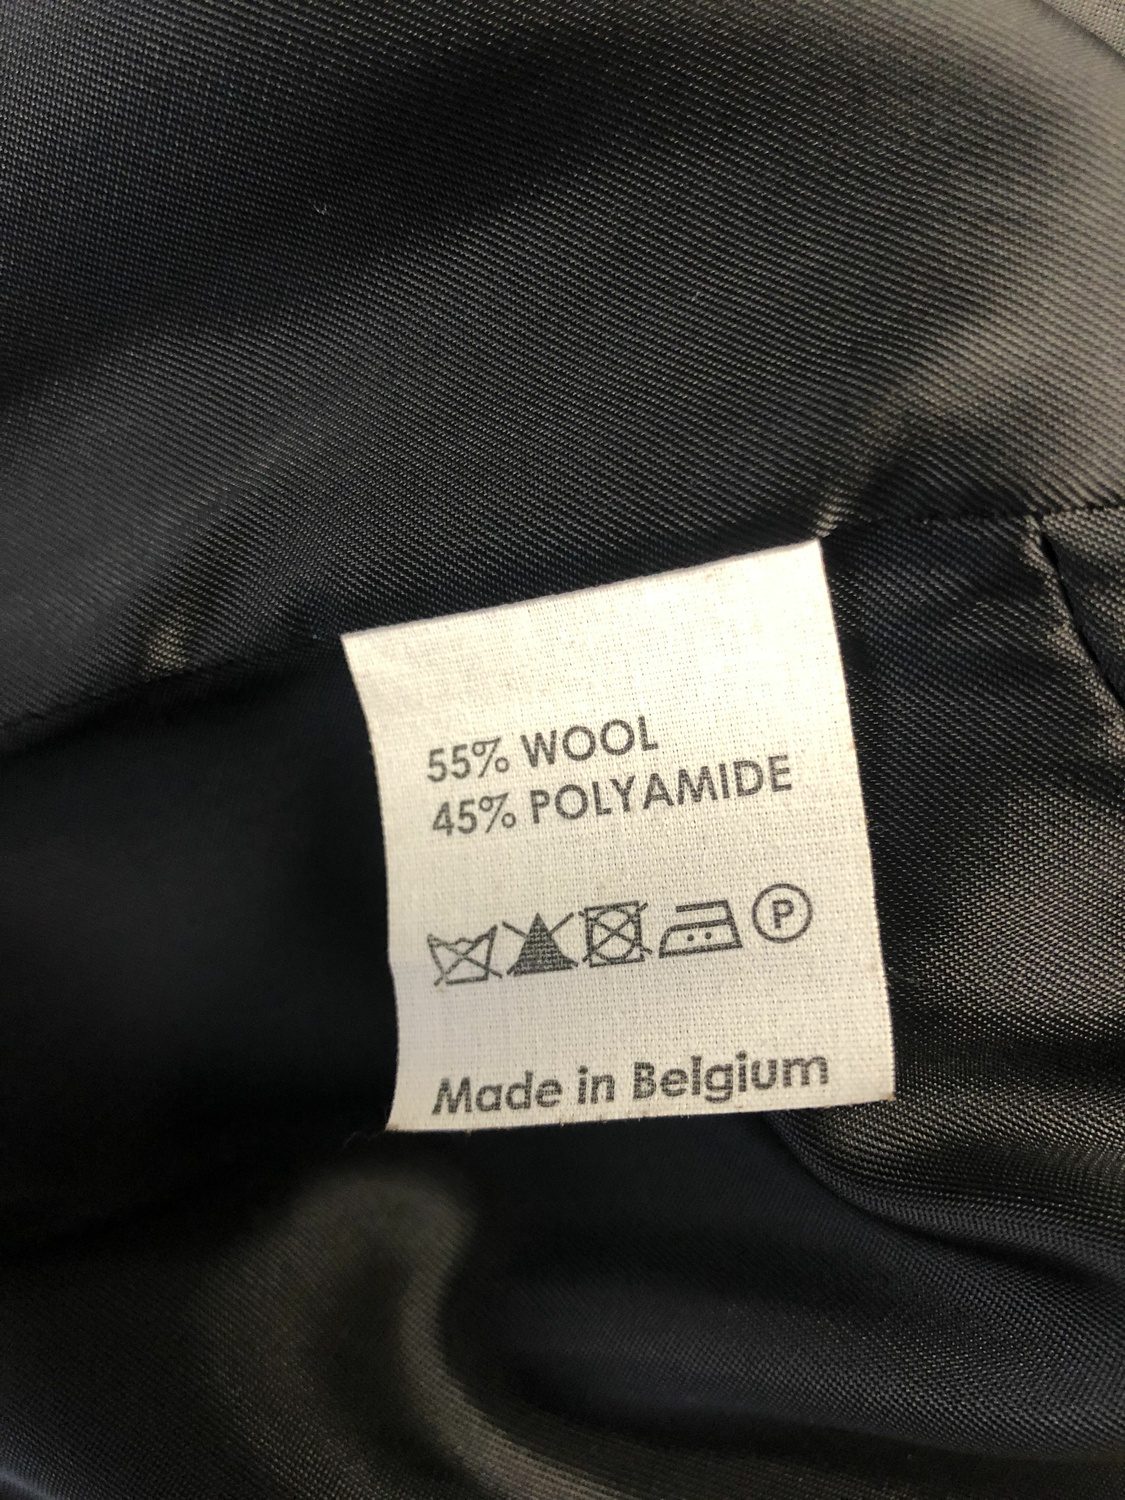 55% WOOL
45% POLYAMIDE
P
Made in Belgium